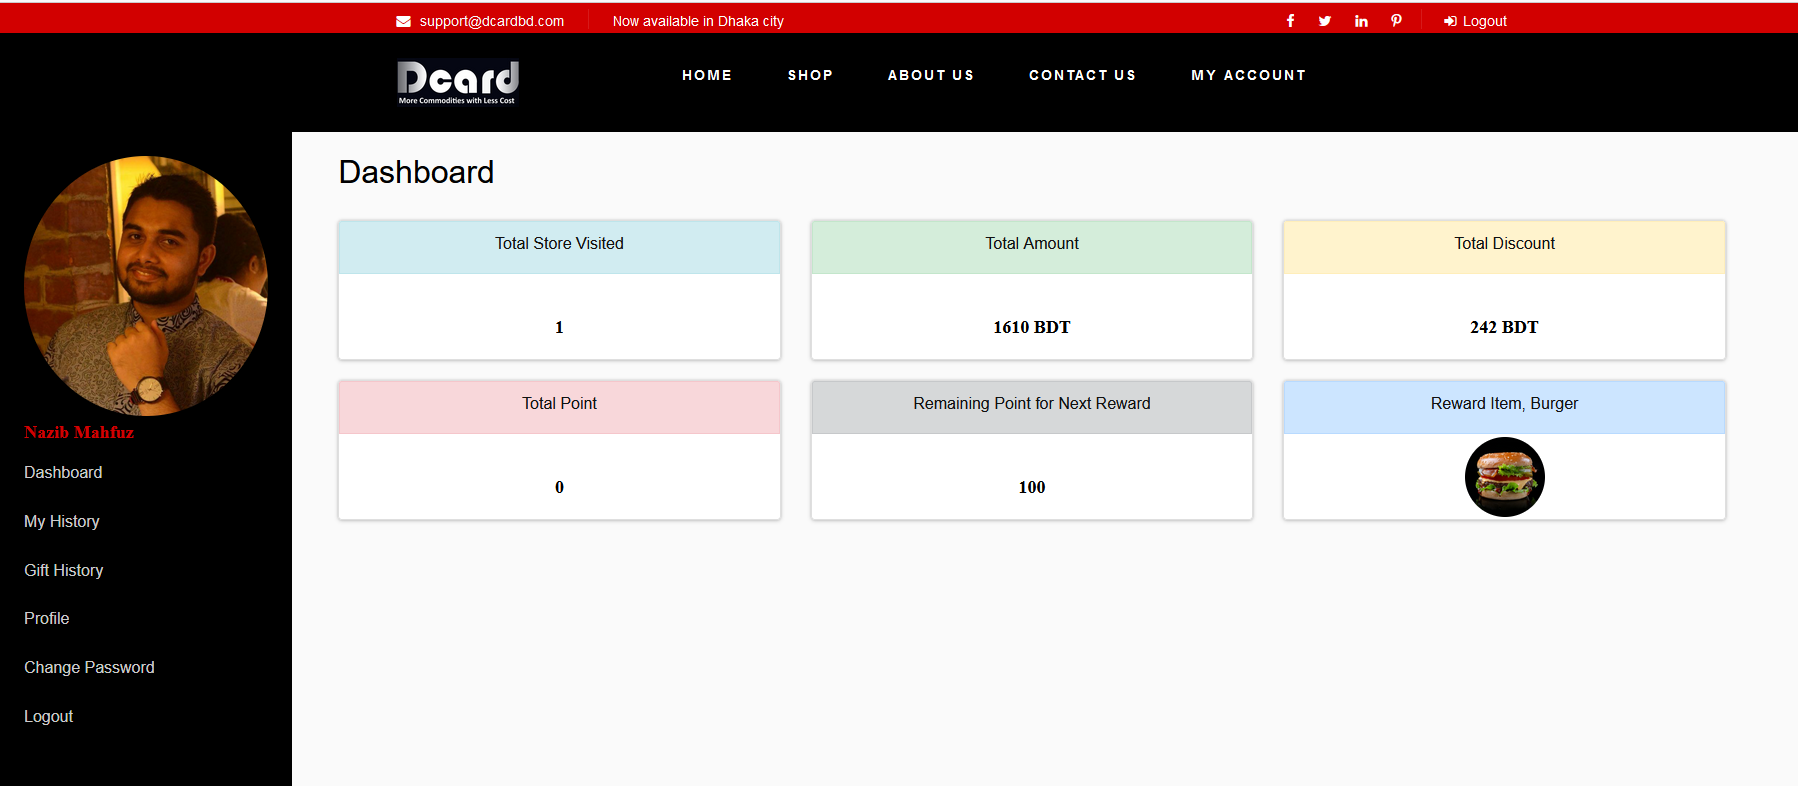 support@dcardbd.com
Now available in Dhaka city
Logout
Dcard
More Commodities with Less Cost
HOME
SHOP
ABOUT US
CONTACT US
MY ACCOUNT
Nazib Mahfuz
Dashboard
My History
Gift History
Profile
Change Password
Logout
Dashboard
Total Store Visited
1
Total Amount
1610 BDT
Total Discount
242 BDT
Total Point
0
Remaining Point for Next Reward
100
Reward Item, Burger